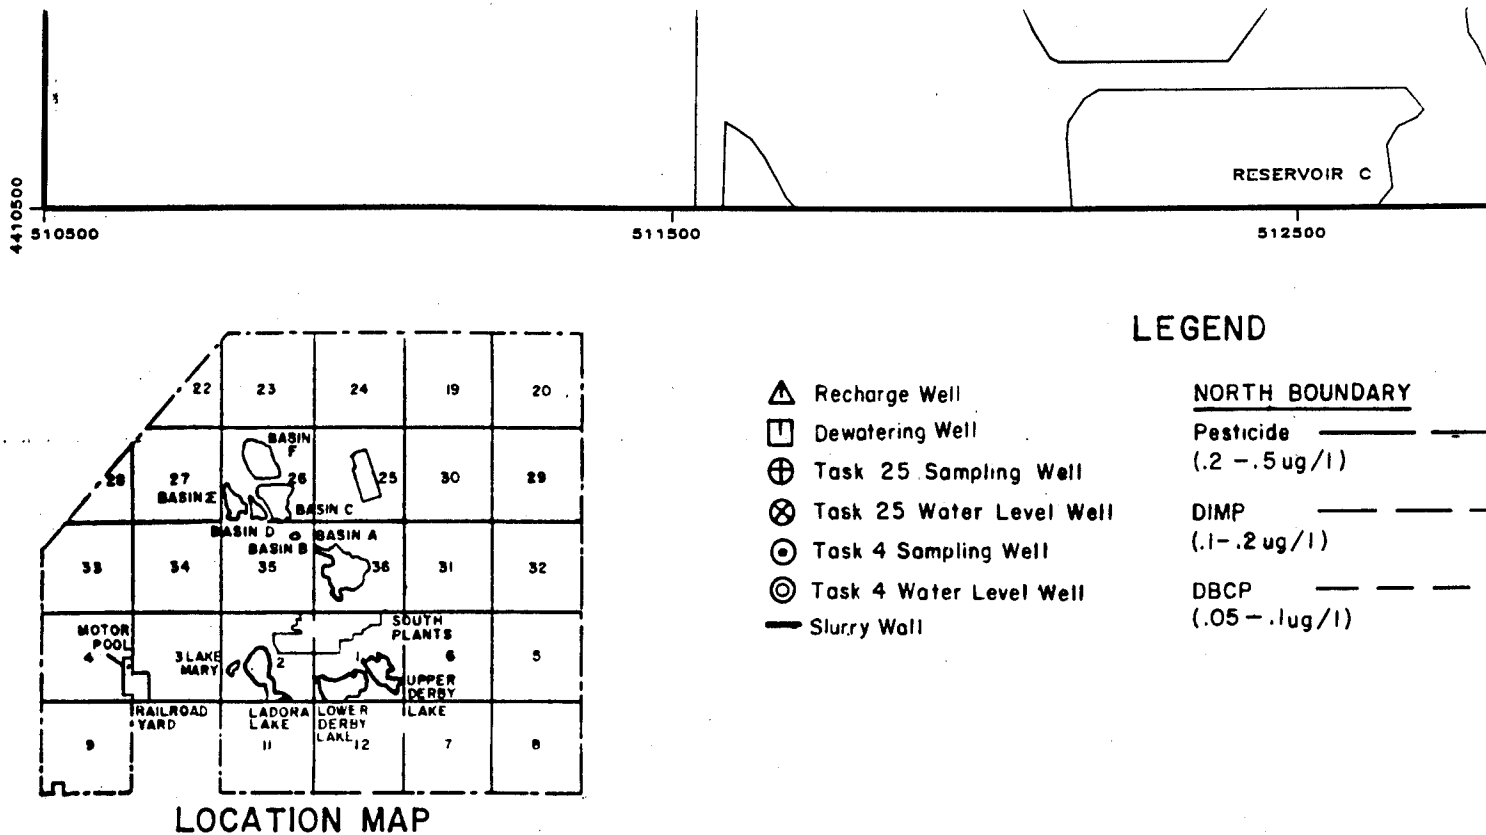 RESERVOIR C
4410500
510500
511500
512500
LEGEND
Recharge Well
Dewatering Well
Task 25 Sampling Well
Task 25 Water Level Well
Task 4 Sampling Well
Task 4 Water Level Well
Slurry Wall
NORTH BOUNDARY
Pesticide
(.2 - .5 ug/l)
DIMP
(.1 - .2 ug/l)
DBCP
(.05 - .1ug/l)
22
23
24
19
20
BASIN
F
28
27
26
25
30
29
BASIN E
BASIN C
BASIN D
BASIN A
BASIN B
33
34
35
36
31
32
MOTOR
POOL
SOUTH
PLANTS
4
3 LAKE
MARY
2
1
6
5
UPPER
DERBY
LAKE
RAILROAD
YARD
LADORA
LAKE
LOWER
DERBY
LAKE
9
11
12
7
8
LOCATION MAP